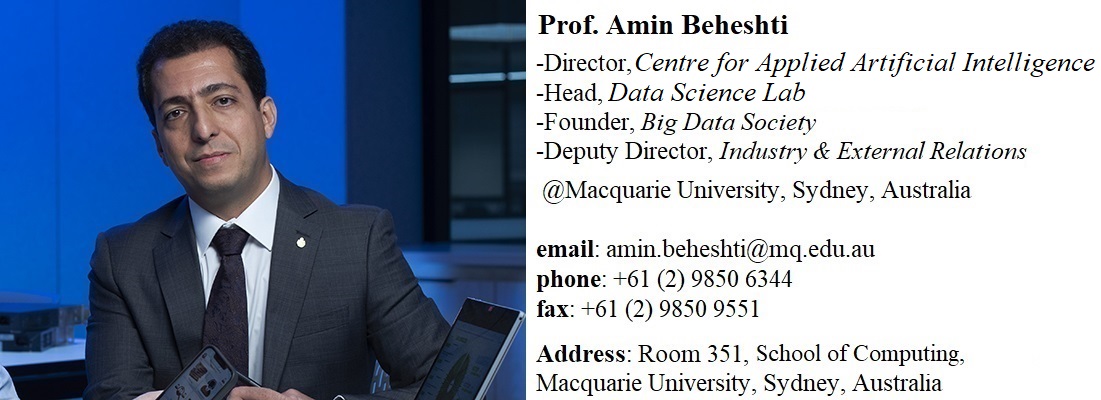 Prof. Amin Beheshti
-Director, Centre for Applied Artificial Intelligence
-Head, Data Science Lab
-Founder, Big Data Society
-Deputy Director, Industry & External Relations
@Macquarie University, Sydney, Australia
email: amin.beheshti@mq.edu.au
phone: +61 (2) 9850 6344
fax: +61 (2) 9850 9551
Address: Room 351, School of Computing,
Macquarie University, Sydney, Australia